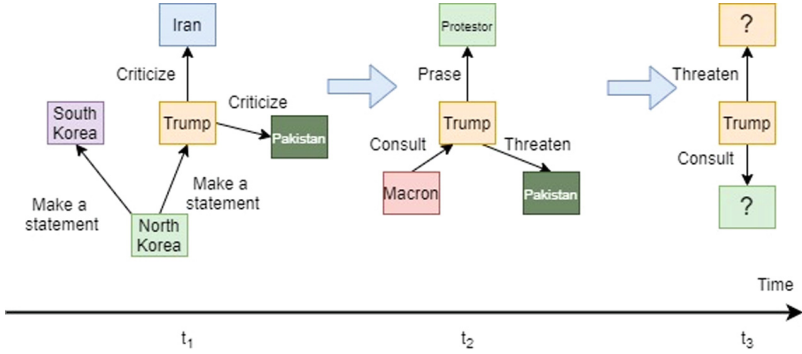 Iran
Protestor
?
Criticize
Prase
Threaten
Criticize
South
Korea
Trump
Pakistan
Trump
Trump
Consult
Threaten
Consult
Make a
statement
Make a
statement
Macron
Pakistan
?
North
Korea
Time
t₁
t₂
t₃